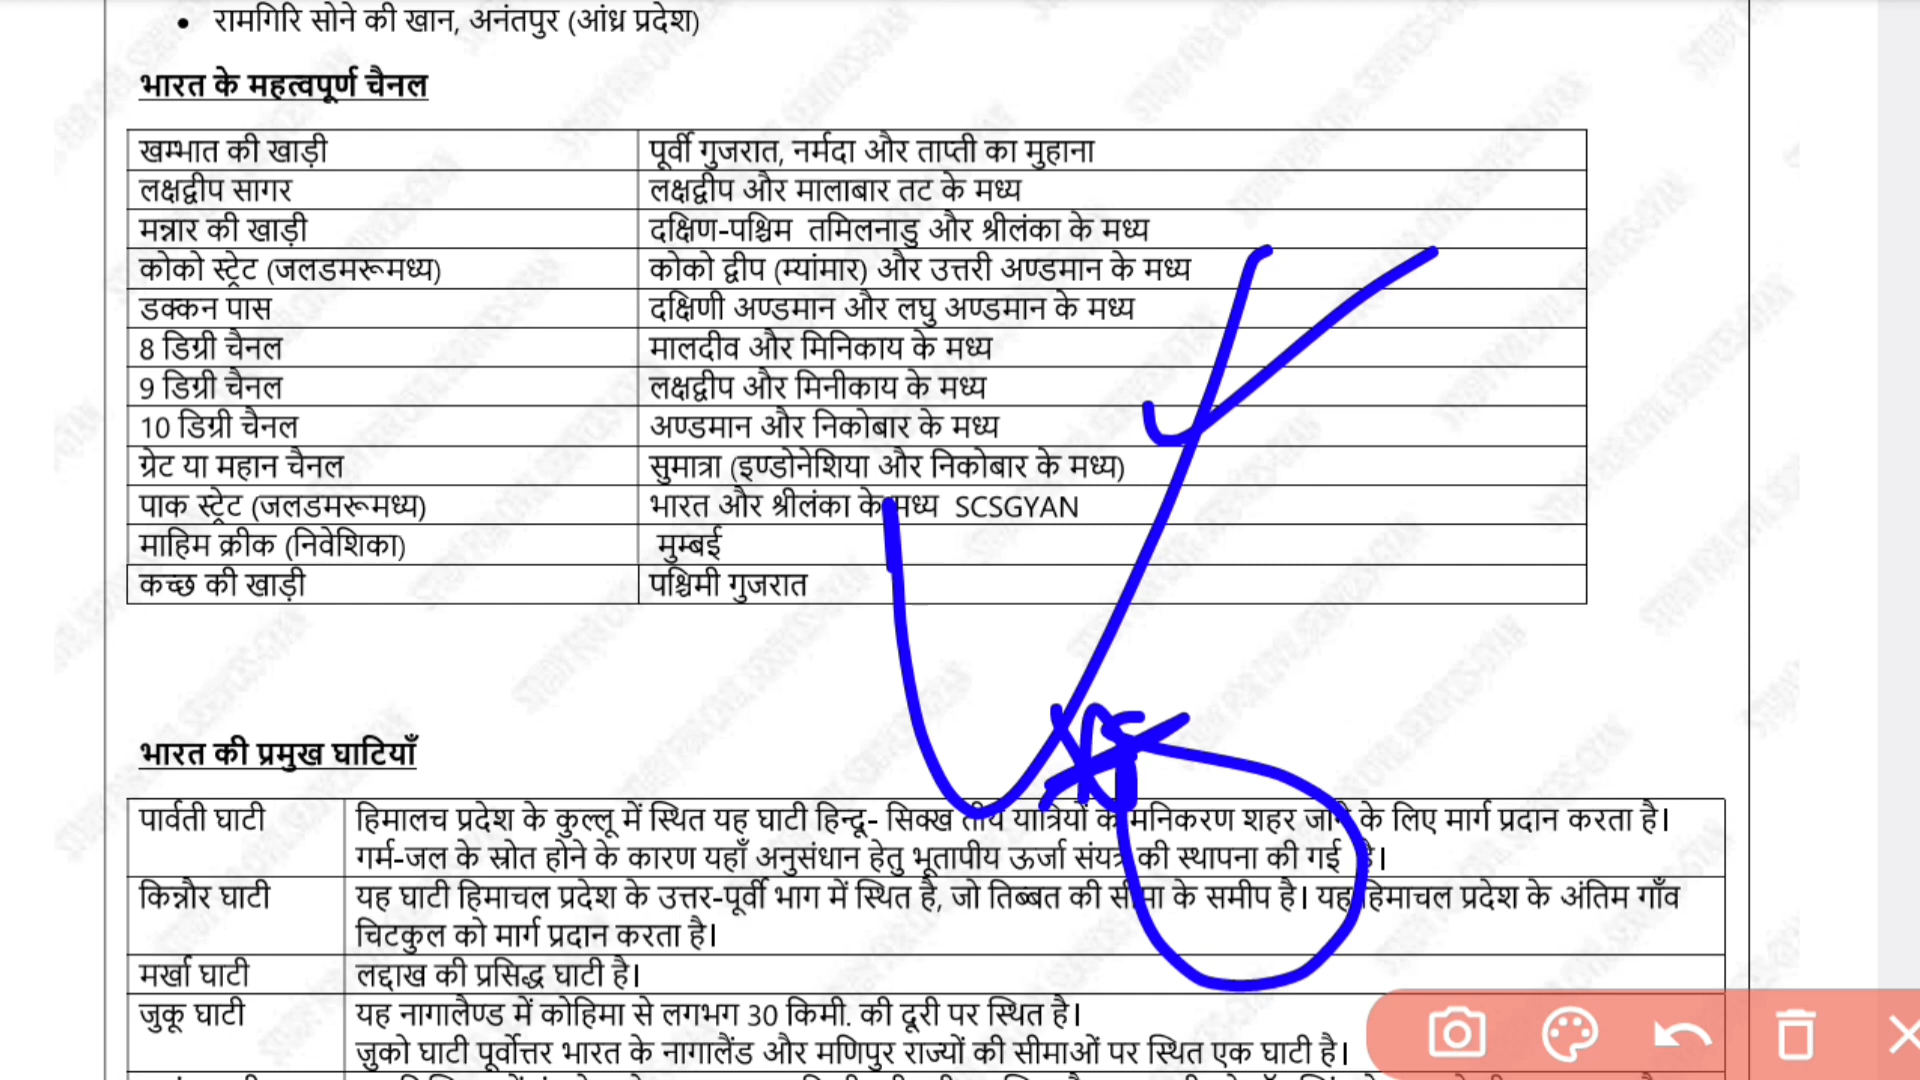 रामगिरि सोने की खान, अनंतपुर (आंध्र प्रदेश)
भारत के महत्वपूर्ण चैनल
खम्भात की खाड़ी	पूर्वी गुजरात, नर्मदा और ताप्ती का मुहाना
लक्षद्वीप सागर	लक्षद्वीप और मालाबार तट के मध्य
मन्नार की खाड़ी	दक्षिण-पश्चिम तमिलनाडु और श्रीलंका के मध्य
कोको स्ट्रेट (जलडमरूमध्य)	कोको द्वीप (म्यांमार) और उत्तरी अण्डमान के मध्य
डक्कन पास	दक्षिणी अण्डमान और लघु अण्डमान के मध्य
8 डिग्री चैनल	मालदीव और मिनिकाय के मध्य
9 डिग्री चैनल	लक्षद्वीप और मिनीकाय के मध्य
10 डिग्री चैनल	अण्डमान और निकोबार के मध्य
ग्रेट या महान चैनल	सुमात्रा (इण्डोनेशिया और निकोबार के मध्य)
पाक स्ट्रेट (जलडमरूमध्य)	भारत और श्रीलंका के मध्य SCSGYAN
माहिम क्रीक (निवेशिका)	मुम्बई
कच्छ की खाड़ी	पश्चिमी गुजरात
भारत की प्रमुख घाटियाँ
पार्वती घाटी	हिमालच प्रदेश के कुल्लू में स्थित यह घाटी हिन्दू- सिक्ख तीर्थ यात्रियों को मनिकरण शहर जाने के लिए मार्ग प्रदान करता है।
गर्म-जल के स्रोत होने के कारण यहाँ अनुसंधान हेतु भूतापीय ऊर्जा संयत्र की स्थापना की गई है।
किन्नौर घाटी	यह घाटी हिमाचल प्रदेश के उत्तर-पूर्वी भाग में स्थित है, जो तिब्बत की सीमा के समीप है। यह हिमाचल प्रदेश के अंतिम गाँव
चिटकुल को मार्ग प्रदान करता है।
मर्खा घाटी	लद्दाख की प्रसिद्ध घाटी है।
जुकू घाटी	यह नागालैण्ड में कोहिमा से लगभग 30 किमी. की दूरी पर स्थित है।
जुको घाटी पूर्वोत्तर भारत के नागालैंड और मणिपुर राज्यों की सीमाओं पर स्थित एक घाटी है।